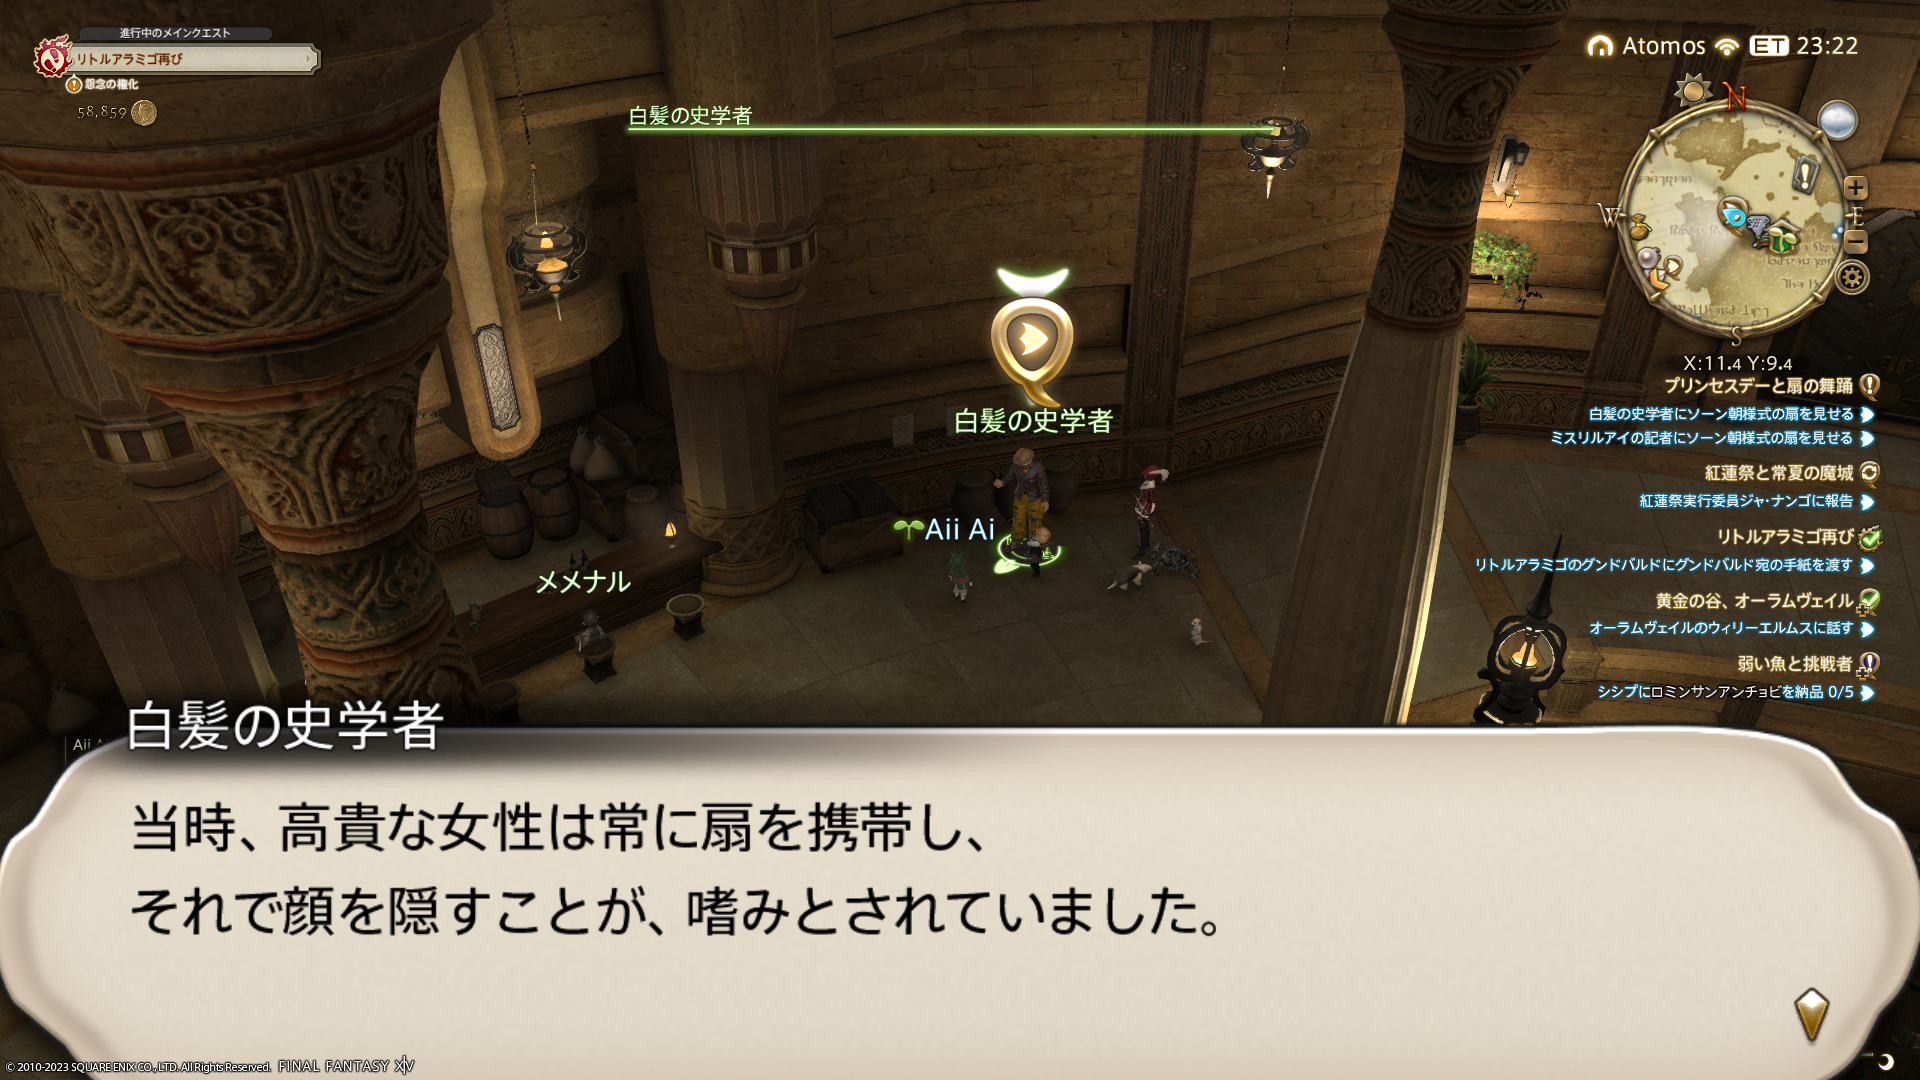 進行中のメインクエスト
リトルアラミゴ再び
怨念の権化
58,859
白髪の史学者
Atomos ET 23:22
N
W
E
S
X:11.4 Y:9.4
プリンセスデーと扇の舞踊
白髪の史学者にソーン朝様式の扇を見せる
ミスリルアイの記者にソーン朝様式の扇を見せる
紅蓮祭と常夏の魔城
紅蓮祭実行委員ジャ・ナンゴに報告
リトルアラミゴ再び
リトルアラミゴのグンドバルドにグンドバルド宛の手紙を渡す
黄金の谷、オーラムヴェイル
オーラムヴェイルのウィリーエルムスに話す
弱い魚と挑戦者
シシプにロミンサンアンチョビを納品 0/5
白髪の史学者
Aii Ai
メメナル
Aii
白髪の史学者
当時、高貴な女性は常に扇を携帯し、
それで顔を隠すことが、嗜みとされていました。
© 2010-2023 SQUARE ENIX CO., LTD. All Rights Reserved. FINAL FANTASY XIV